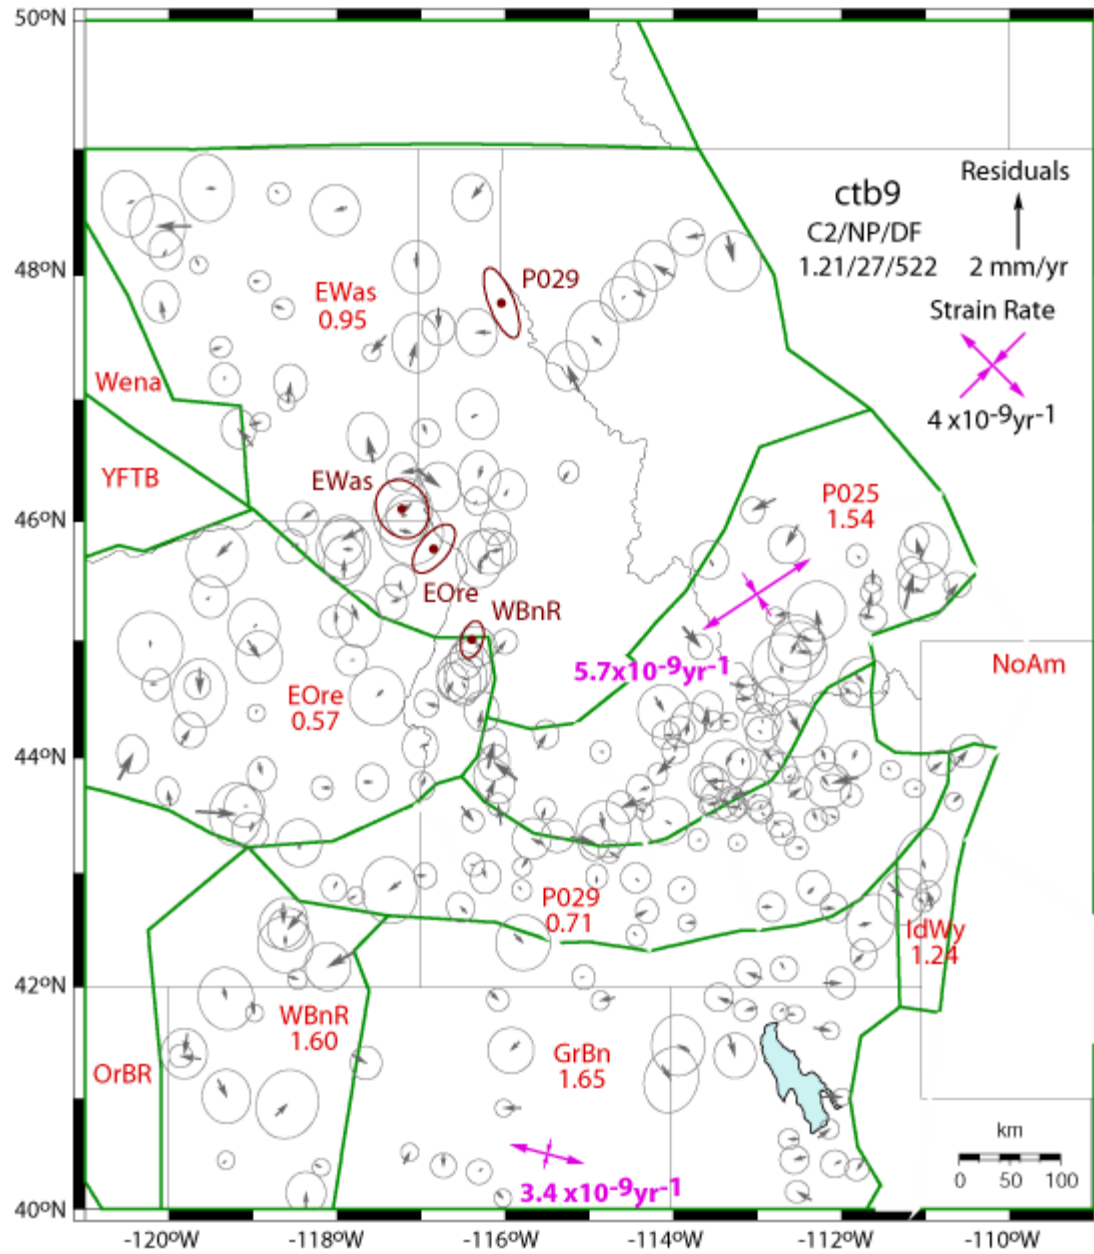 50ºN
Residuals
ctb9
C2/NP/DF
1.21/27/522
2 mm/yr
48ºN
P029
EWas
0.95
Strain Rate
Wena
4 x10-9yr-1
YFTB
EWas
P025
1.54
46ºN
EOre
WBnR
5.7x10-9yr-1
NoAm
EOre
0.57
44ºN
P029
0.71
IdWy
1.24
42ºN
WBnR
1.60
GrBn
1.65
OrBR
km
0 50 100
3.4 x10-9yr-1
40ºN
-120ºW -118ºW -116ºW -114ºW -112ºW -110ºW